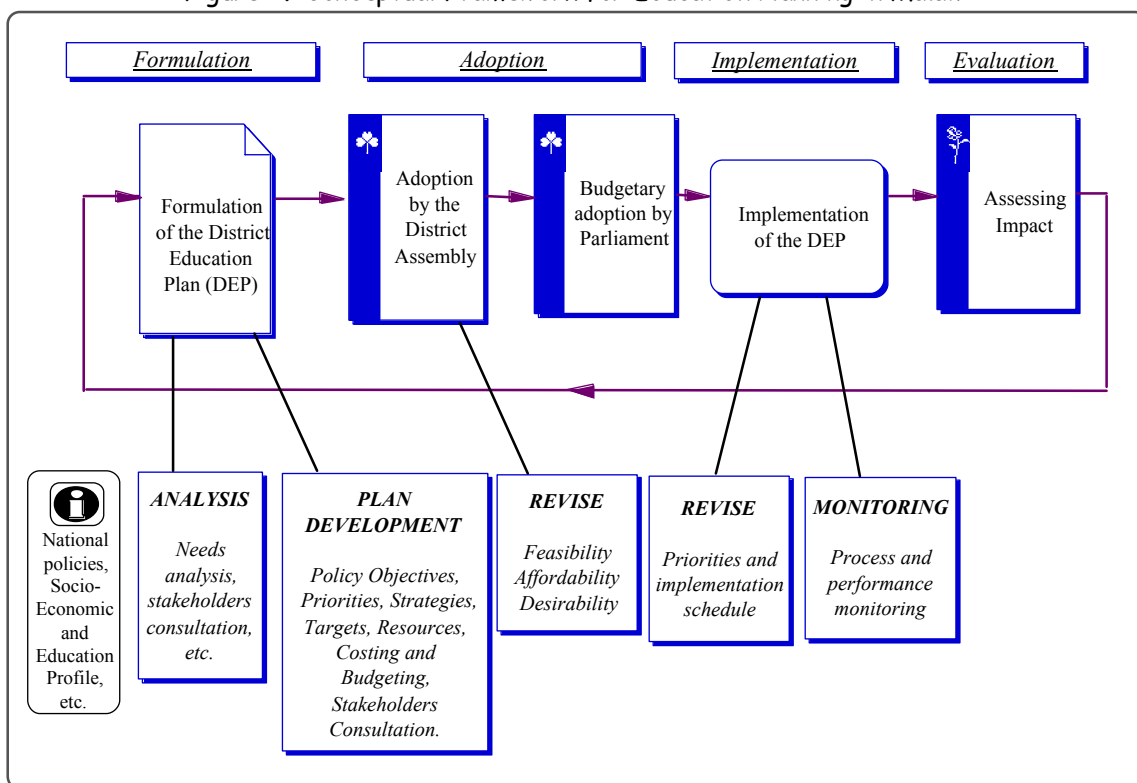 Formulation
Adoption
Implementation
Evaluation
Formulation
of the District
Education
Plan (DEP)
Adoption
by the
District
Assembly
Budgetary
adoption by
Parliament
Implementation
of the DEP
Assessing
Impact
National
policies,
Socio-
Economic
and
Education
Profile,
etc.
ANALYSIS
Needs
analysis,
stakeholders
consultation,
etc.
PLAN
DEVELOPMENT
Policy Objectives,
Priorities, Strategies,
Targets, Resources,
Costing and
Budgeting,
Stakeholders
Consultation.
REVISE
Feasibility
Affordability
Desirability
REVISE
Priorities and
implementation
schedule
MONITORING
Process and
performance
monitoring